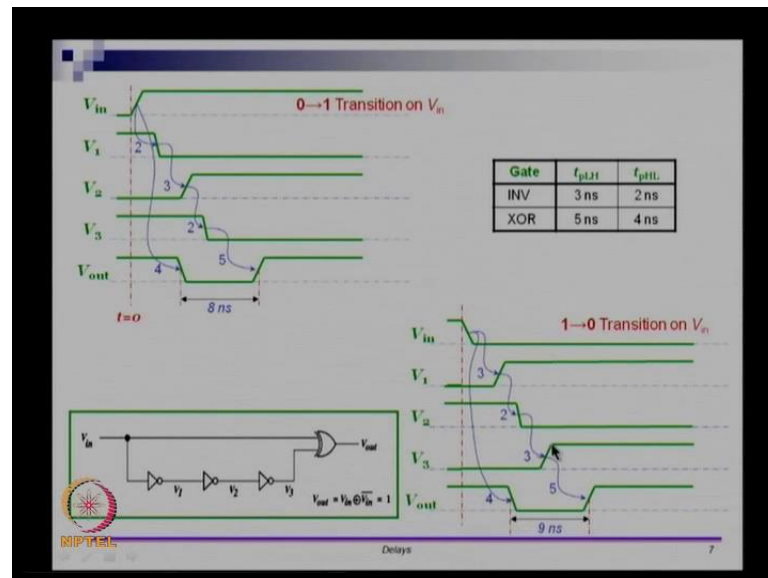 V_in
0→1 Transition on V_in
V_1
2
V_2
3
V_3
2
5
V_out
4
8 ns
t=0
Gate t_pLH t_pHL
INV 3 ns 2 ns
XOR 5 ns 4 ns
1→0 Transition on V_in
V_in
V_1
3
V_2
2
V_3
3
5
V_out
4
9 ns
V_in
V_out
V_1 V_2 V_3
V_out = V_in ⊕ V̅_in = 1
NPTEL
Delays 7